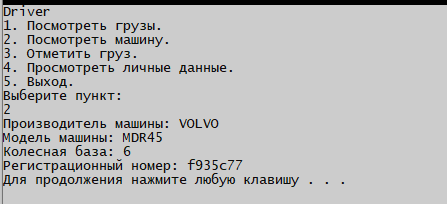 Driver
1. Посмотреть грузы.
2. Посмотреть машину.
3. Отметить груз.
4. Просмотреть личные данные.
5. Выход.
Выберите пункт:
2
Производитель машины: VOLVO
Модель машины: MDR45
Колесная база: 6
Регистрационный номер: f935c77
Для продолжения нажмите любую клавишу . . .